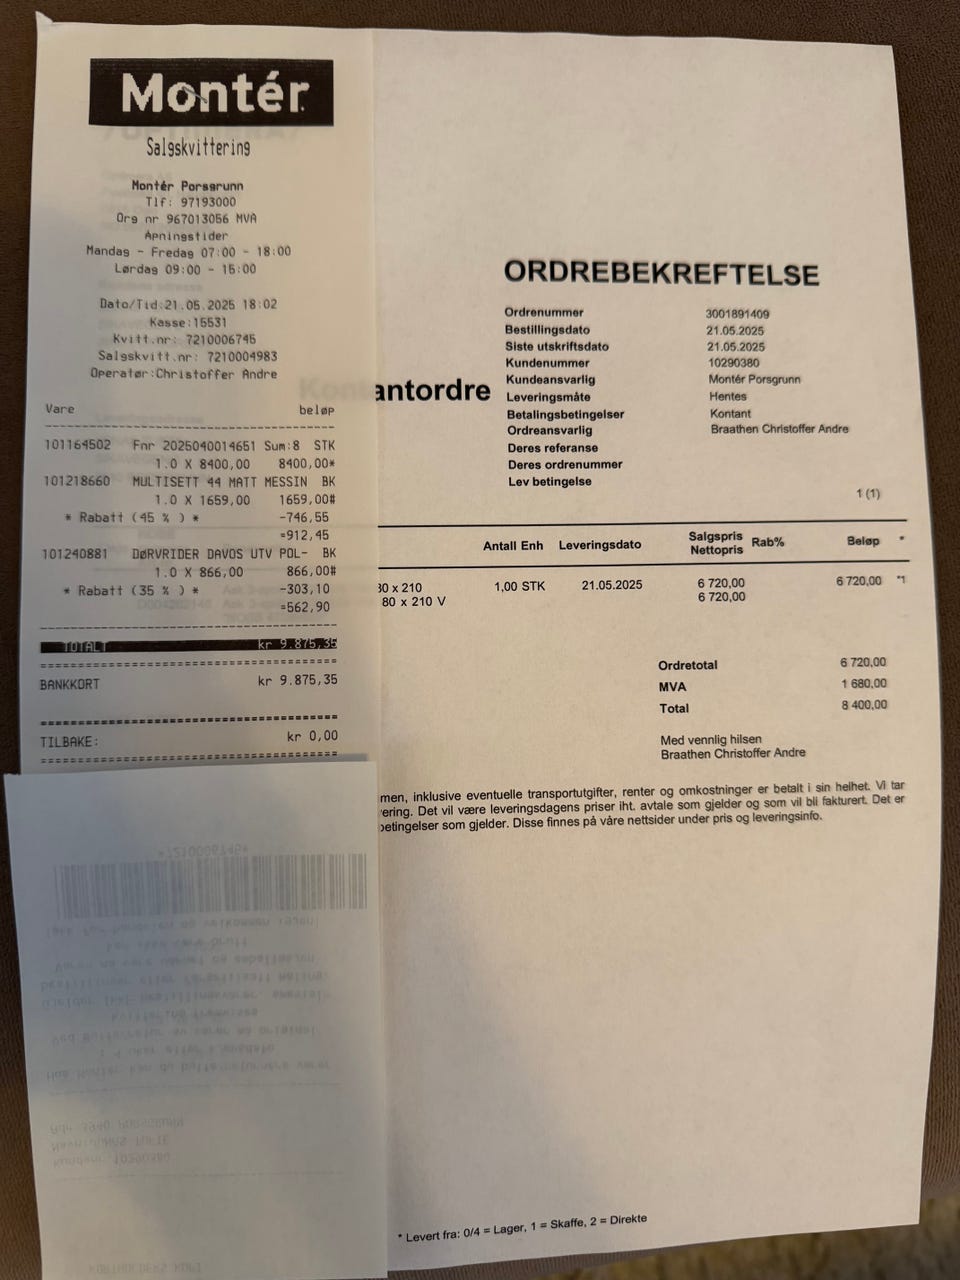 Montér
Salgskvittering
Montér Porsgrunn
Tlf: 97193000
Org nr 967013056 MVA
Åpningstider
Mandag - Fredag 07:00 - 18:00
Lørdag 09:00 - 15:00
Dato/Tid:21.05.2025 18:02
Kasse:15531
Kvitt.nr: 7210006745
Salgskvitt.nr: 7210004983
Operatør:Christoffer Andre
Vare beløp
101164502 Fnr 2025040014651 Sum:8 STK
1.0 X 8400,00 8400,00*
101218660 MULTISETT 44 MATT MESSIN BK
1.0 X 1659,00 1659,00#
* Rabatt (45 % ) * -746,55
=912,45
101240881 DØRVRIDER DAVOS UTV POL- BK
1.0 X 866,00 866,00#
* Rabatt (35 % ) * -303,10
=562,90
TOTALT kr 9.875,35
BANKKORT kr 9.875,35
TILBAKE: kr 0,00
ORDREBEKREFTELSE
Kontantordre
Ordrenummer 3001891409
Bestillingsdato 21.05.2025
Siste utskriftsdato 21.05.2025
Kundenummer 10290380
Kundeansvarlig Montér Porsgrunn
Leveringsmåte Hentes
Betalingsbetingelser Kontant
Ordreansvarlig Braathen Christoffer Andre
Deres referanse
Deres ordrenummer
Lev betingelse
1 (1)
Antall Enh Leveringsdato Salgspris Rab% Beløp *
Nettopris
80 x 210 1,00 STK 21.05.2025 6 720,00 6 720,00 *1
80 x 210 V 6 720,00
Ordretotal 6 720,00
MVA 1 680,00
Total 8 400,00
Med vennlig hilsen
Braathen Christoffer Andre
men, inklusive eventuelle transportutgifter, renter og omkostninger er betalt i sin helhet. Vi tar
ering. Det vil være leveringsdagens priser iht. avtale som gjelder og som vil bli fakturert. Det er
betingelser som gjelder. Disse finnes på våre nettsider under pris og leveringsinfo.
*7210006745*
* Levert fra: 0/4 = Lager, 1 = Skaffe, 2 = Direkte